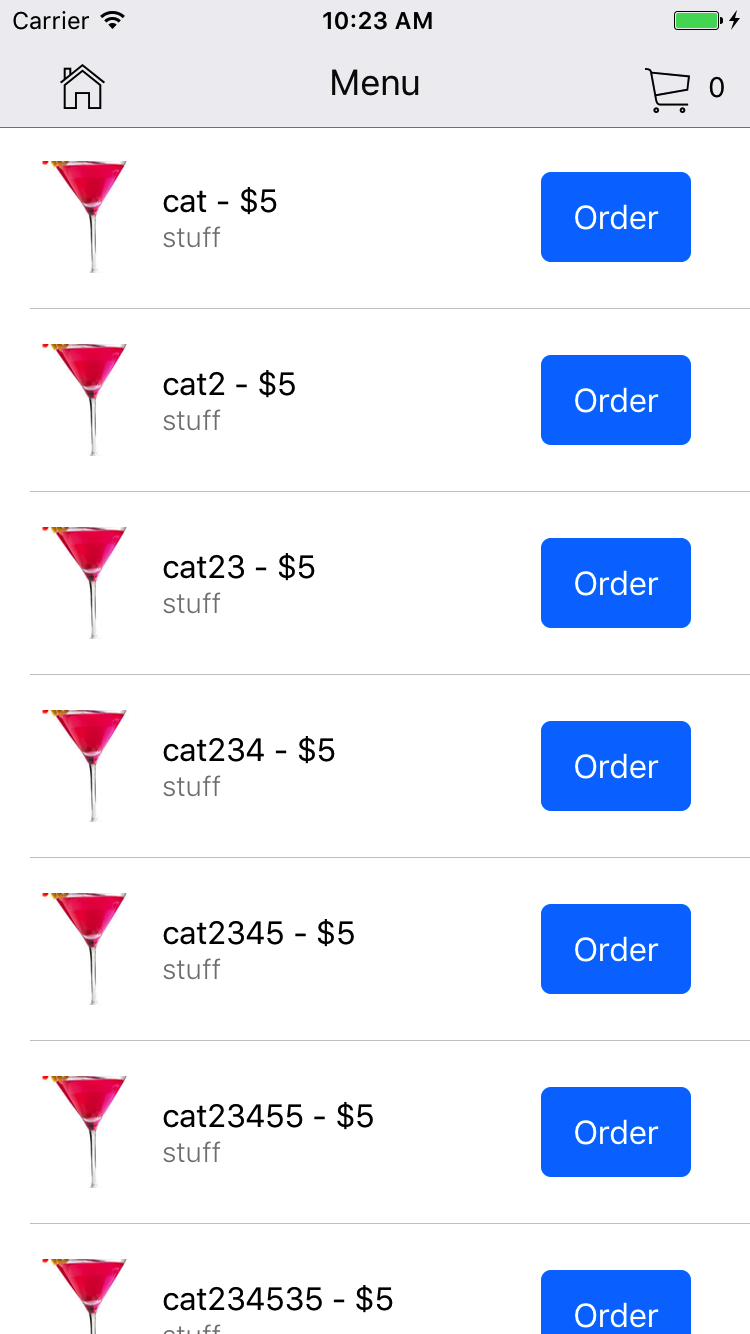 Carrier 10:23 AM
Menu 0
cat - $5
stuff
Order
cat2 - $5
stuff
Order
cat23 - $5
stuff
Order
cat234 - $5
stuff
Order
cat2345 - $5
stuff
Order
cat23455 - $5
stuff
Order
cat234535 - $5
stuff
Order